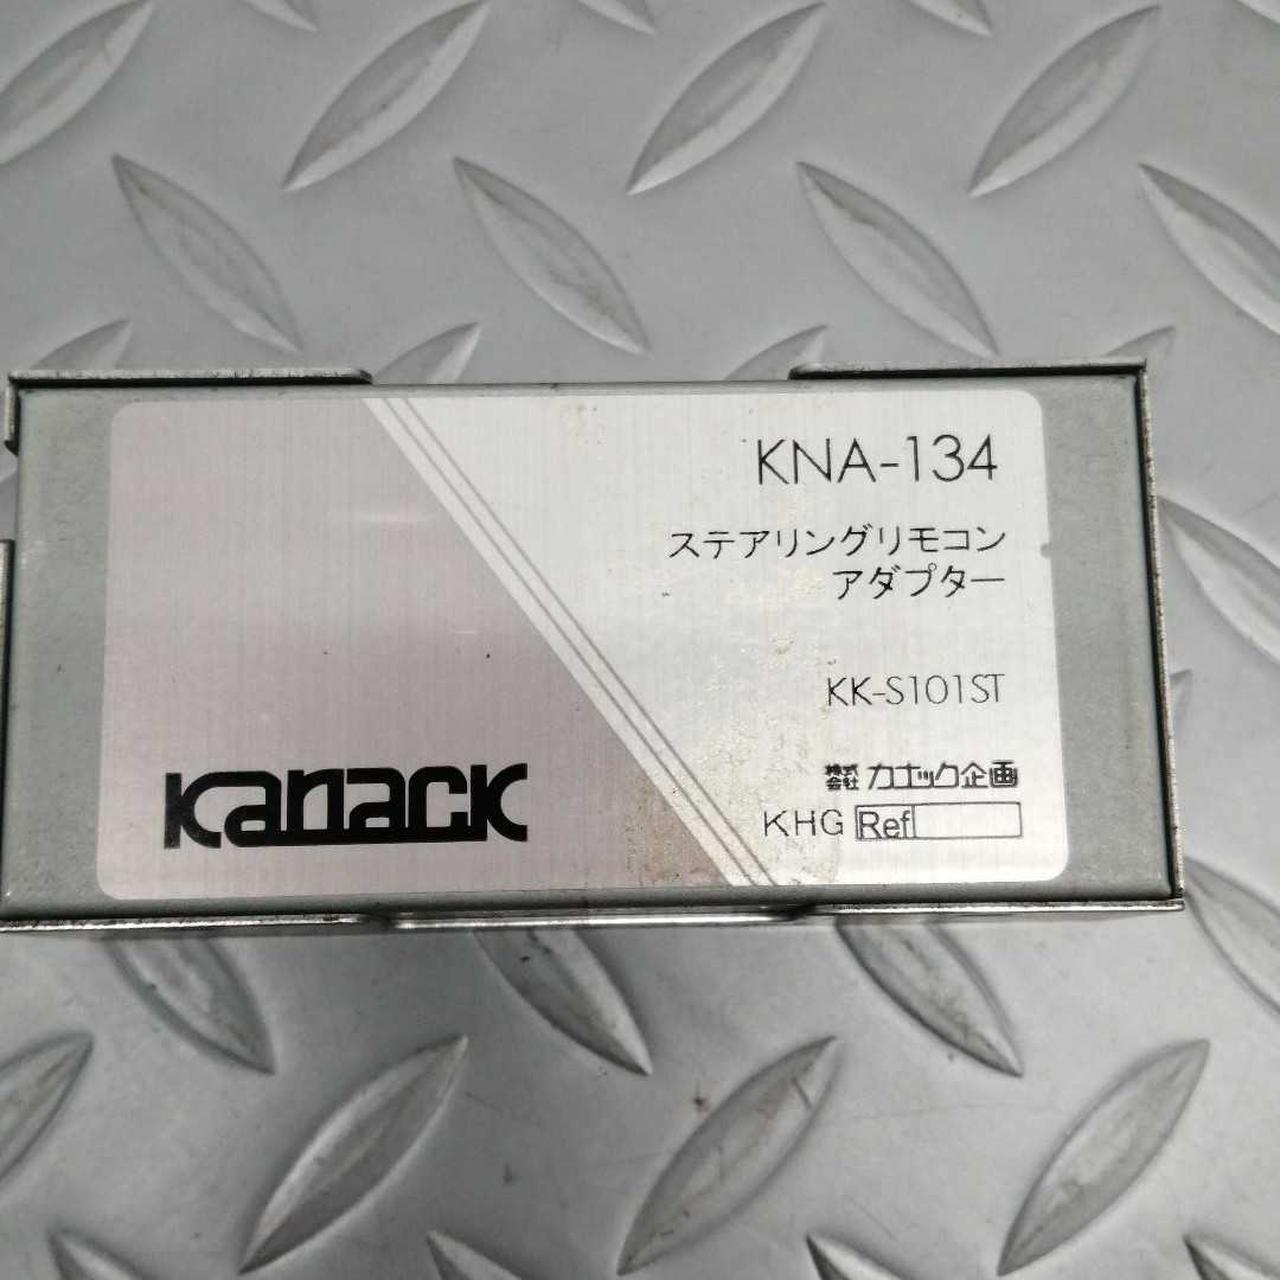 KNA-134
ステアリングリモコン
アダプター
KK-S101ST
kanack
株式会社 カナック企画
KHG Ref